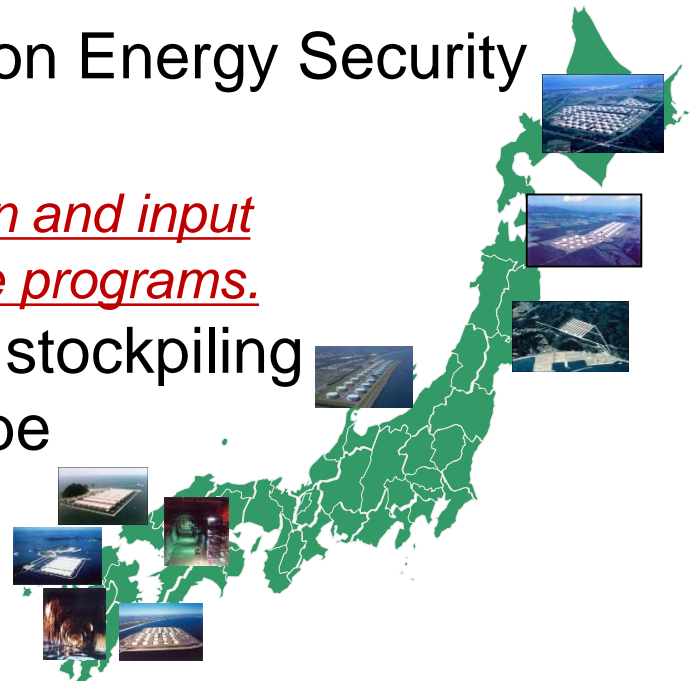 on Energy Security
n and input
e programs.
stockpiling
be